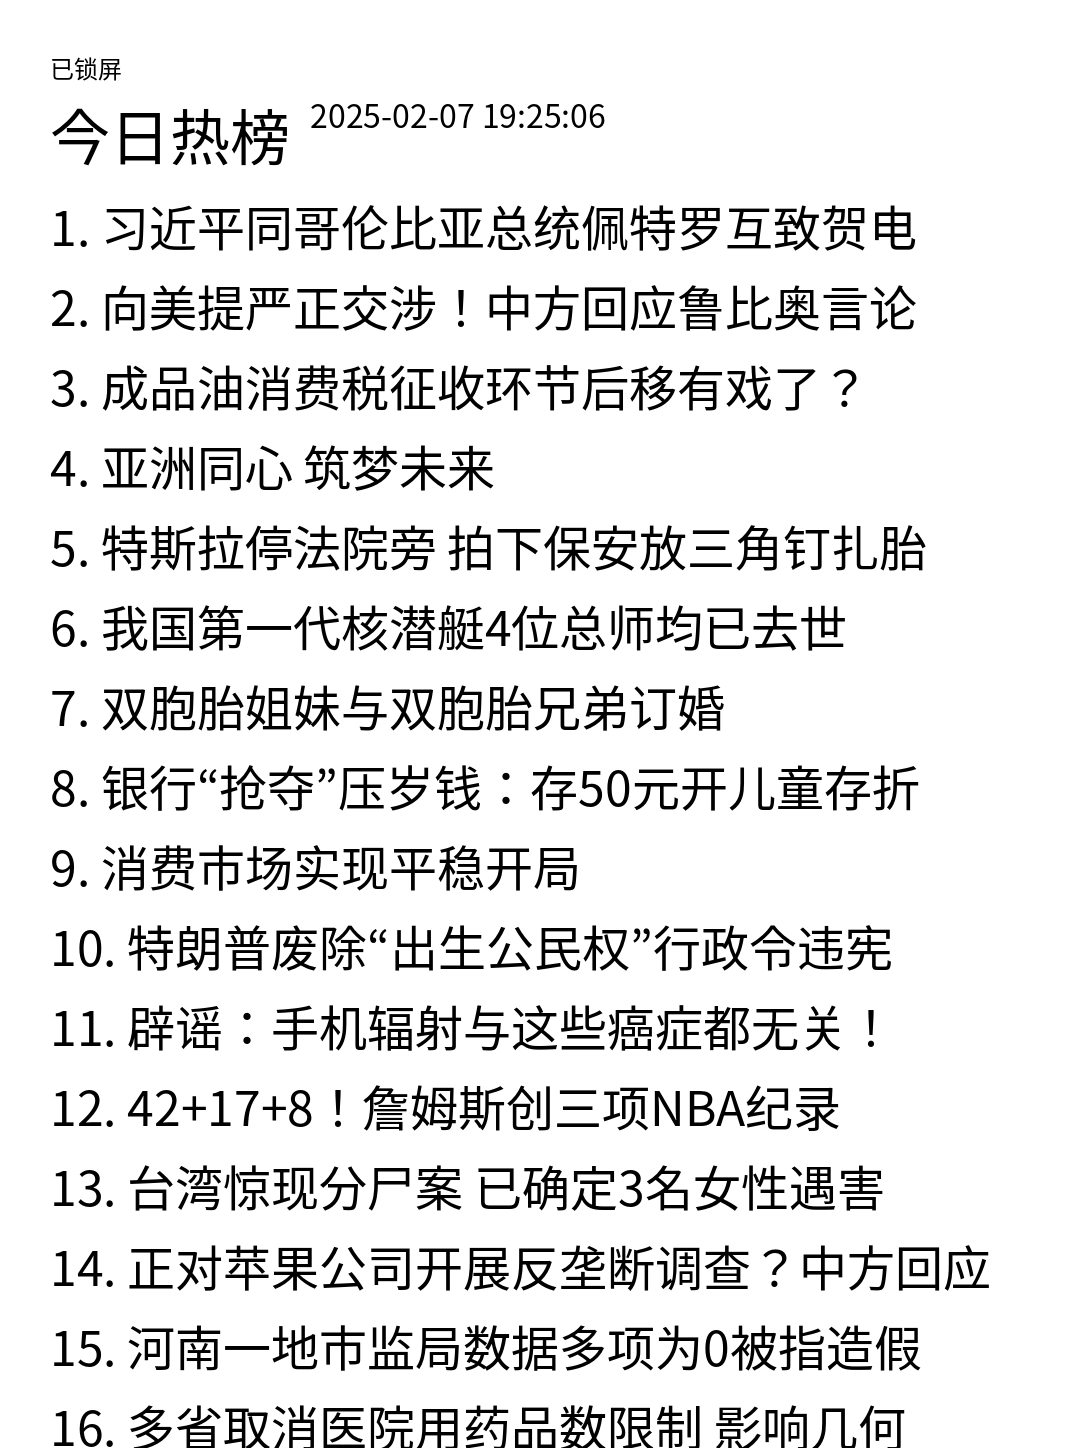 已锁屏
今日热榜 2025-02-07 19:25:06
1. 习近平同哥伦比亚总统佩特罗互致贺电
2. 向美提严正交涉！中方回应鲁比奥言论
3. 成品油消费税征收环节后移有戏了？
4. 亚洲同心 筑梦未来
5. 特斯拉停法院旁 拍下保安放三角钉扎胎
6. 我国第一代核潜艇4位总师均已去世
7. 双胞胎姐妹与双胞胎兄弟订婚
8. 银行“抢夺”压岁钱：存50元开儿童存折
9. 消费市场实现平稳开局
10. 特朗普废除“出生公民权”行政令违宪
11. 辟谣：手机辐射与这些癌症都无关！
12. 42+17+8！詹姆斯创三项NBA纪录
13. 台湾惊现分尸案 已确定3名女性遇害
14. 正对苹果公司开展反垄断调查？中方回应
15. 河南一地市监局数据多项为0被指造假
16. 多省取消医院用药品数限制 影响几何